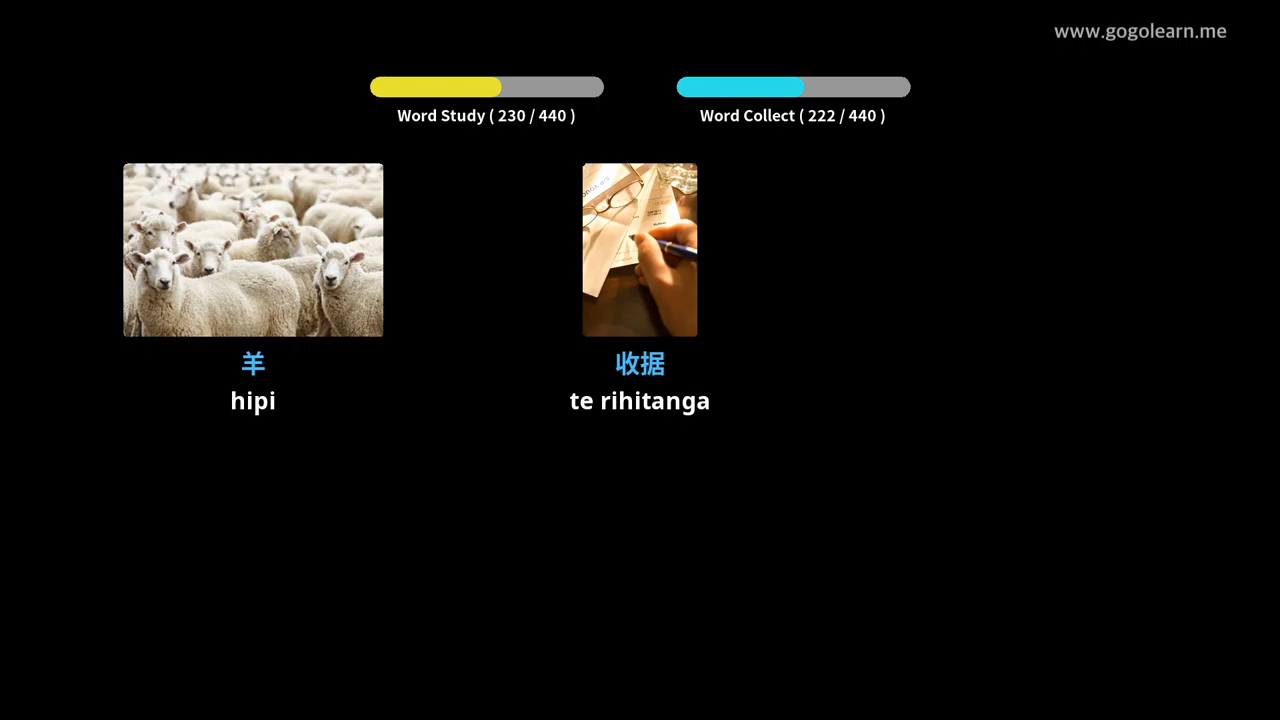 www.gogolearn.me
Word Study ( 230 / 440 )
Word Collect ( 222 / 440 )
羊
hipi
收据
te rihitanga